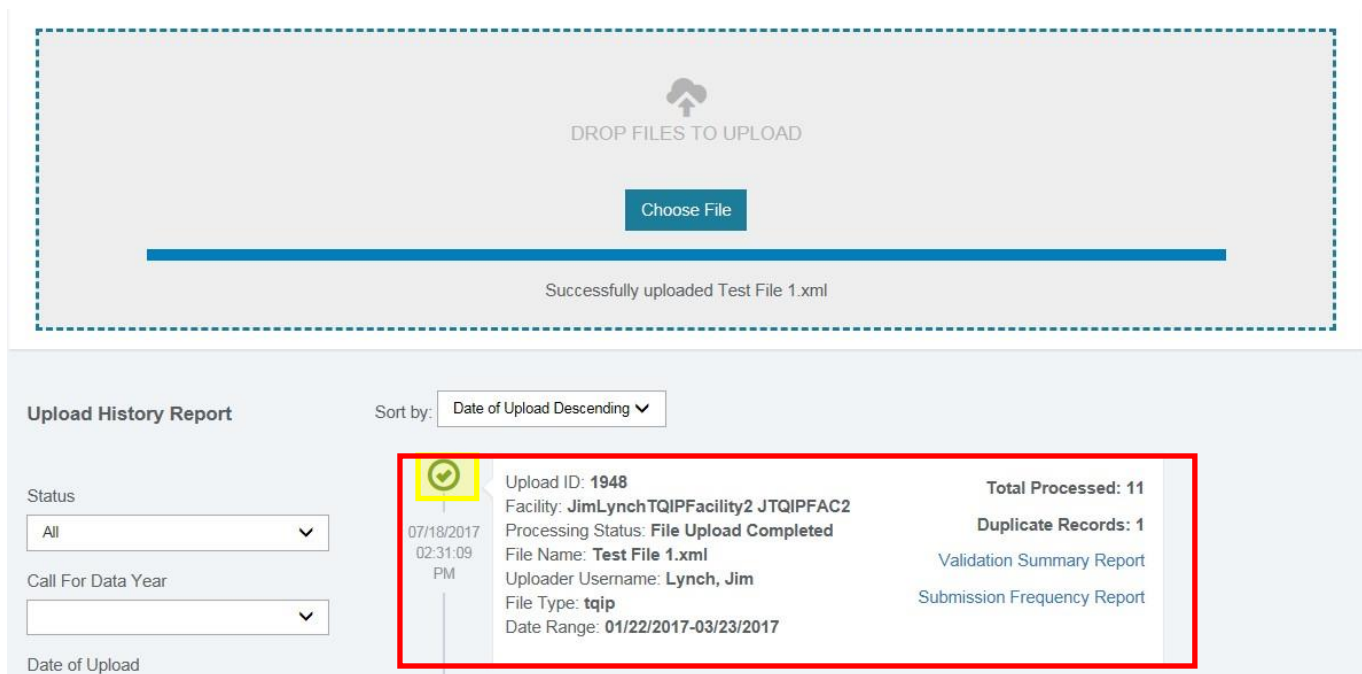 DROP FILES TO UPLOAD
Choose File
Successfully uploaded Test File 1.xml
Upload History Report
Sort by: Date of Upload Descending
Status
All
Call For Data Year
Date of Upload
07/18/2017
02:31:09
PM
Upload ID: 1948
Facility: JimLynchTQIPFacility2 JTQIPFAC2
Processing Status: File Upload Completed
File Name: Test File 1.xml
Uploader Username: Lynch, Jim
File Type: tqip
Date Range: 01/22/2017-03/23/2017
Total Processed: 11
Duplicate Records: 1
Validation Summary Report
Submission Frequency Report